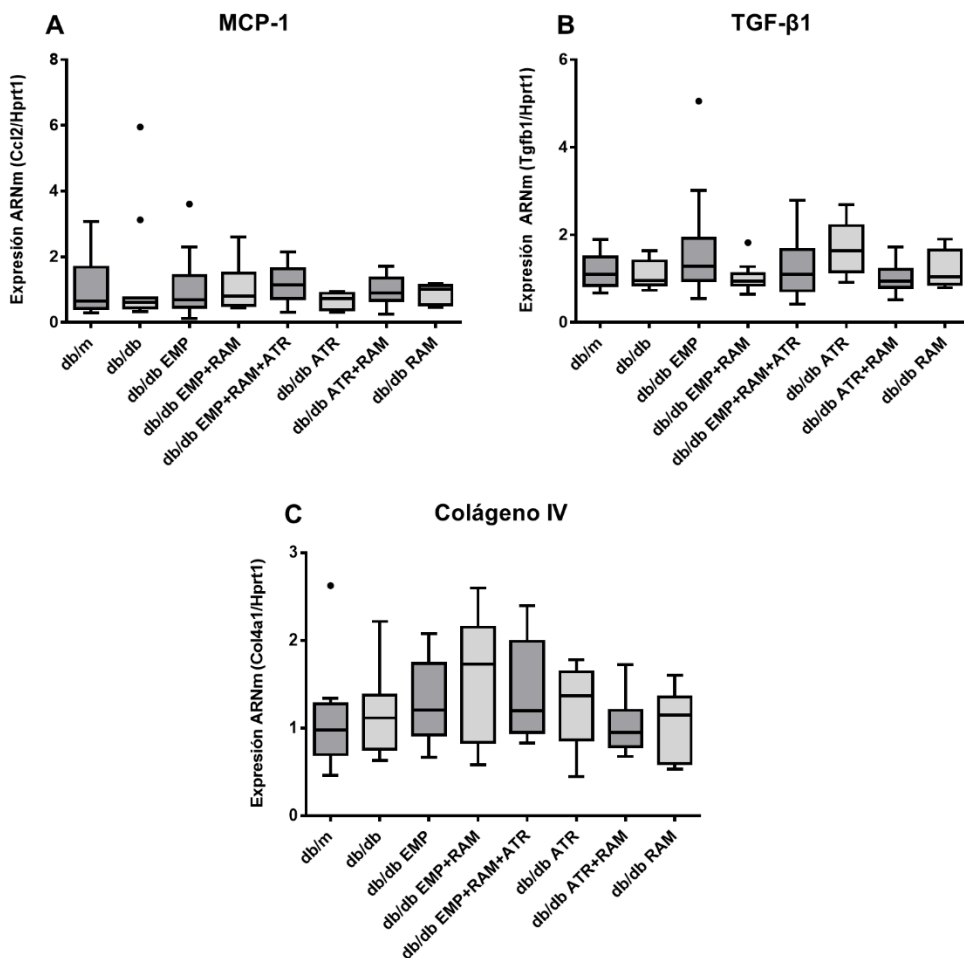 A
MCP-1
Expresión ARNm (Ccl2/Hprt1)
8
6
4
2
0
db/m
db/db
db/db EMP
db/db EMP+RAM
db/db EMP+RAM+ATR
db/db ATR
db/db ATR+RAM
db/db RAM
B
TGF-β1
Expresión ARNm (Tgfb1/Hprt1)
6
4
2
0
db/m
db/db
db/db EMP
db/db EMP+RAM
db/db EMP+RAM+ATR
db/db ATR
db/db ATR+RAM
db/db RAM
C
Colágeno IV
Expresión ARNm (Col4a1/Hprt1)
3
2
1
0
db/m
db/db
db/db EMP
db/db EMP+RAM
db/db EMP+RAM+ATR
db/db ATR
db/db ATR+RAM
db/db RAM